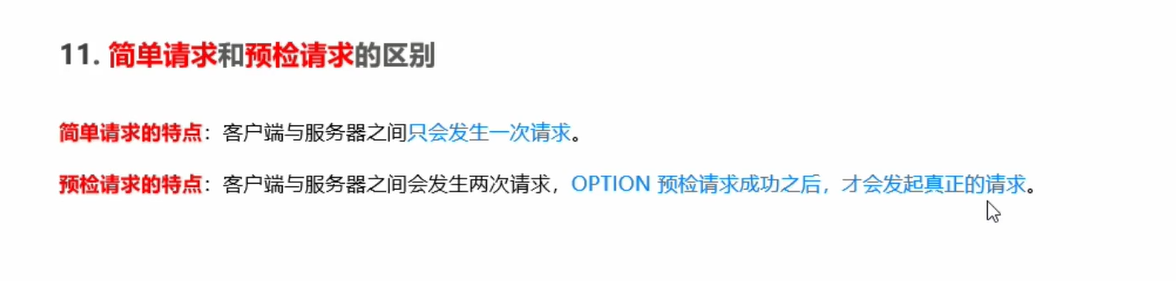 11. 简单请求和预检请求的区别
简单请求的特点：客户端与服务器之间只会发生一次请求。
预检请求的特点：客户端与服务器之间会发生两次请求，OPTION 预检请求成功之后，才会发起真正的请求。